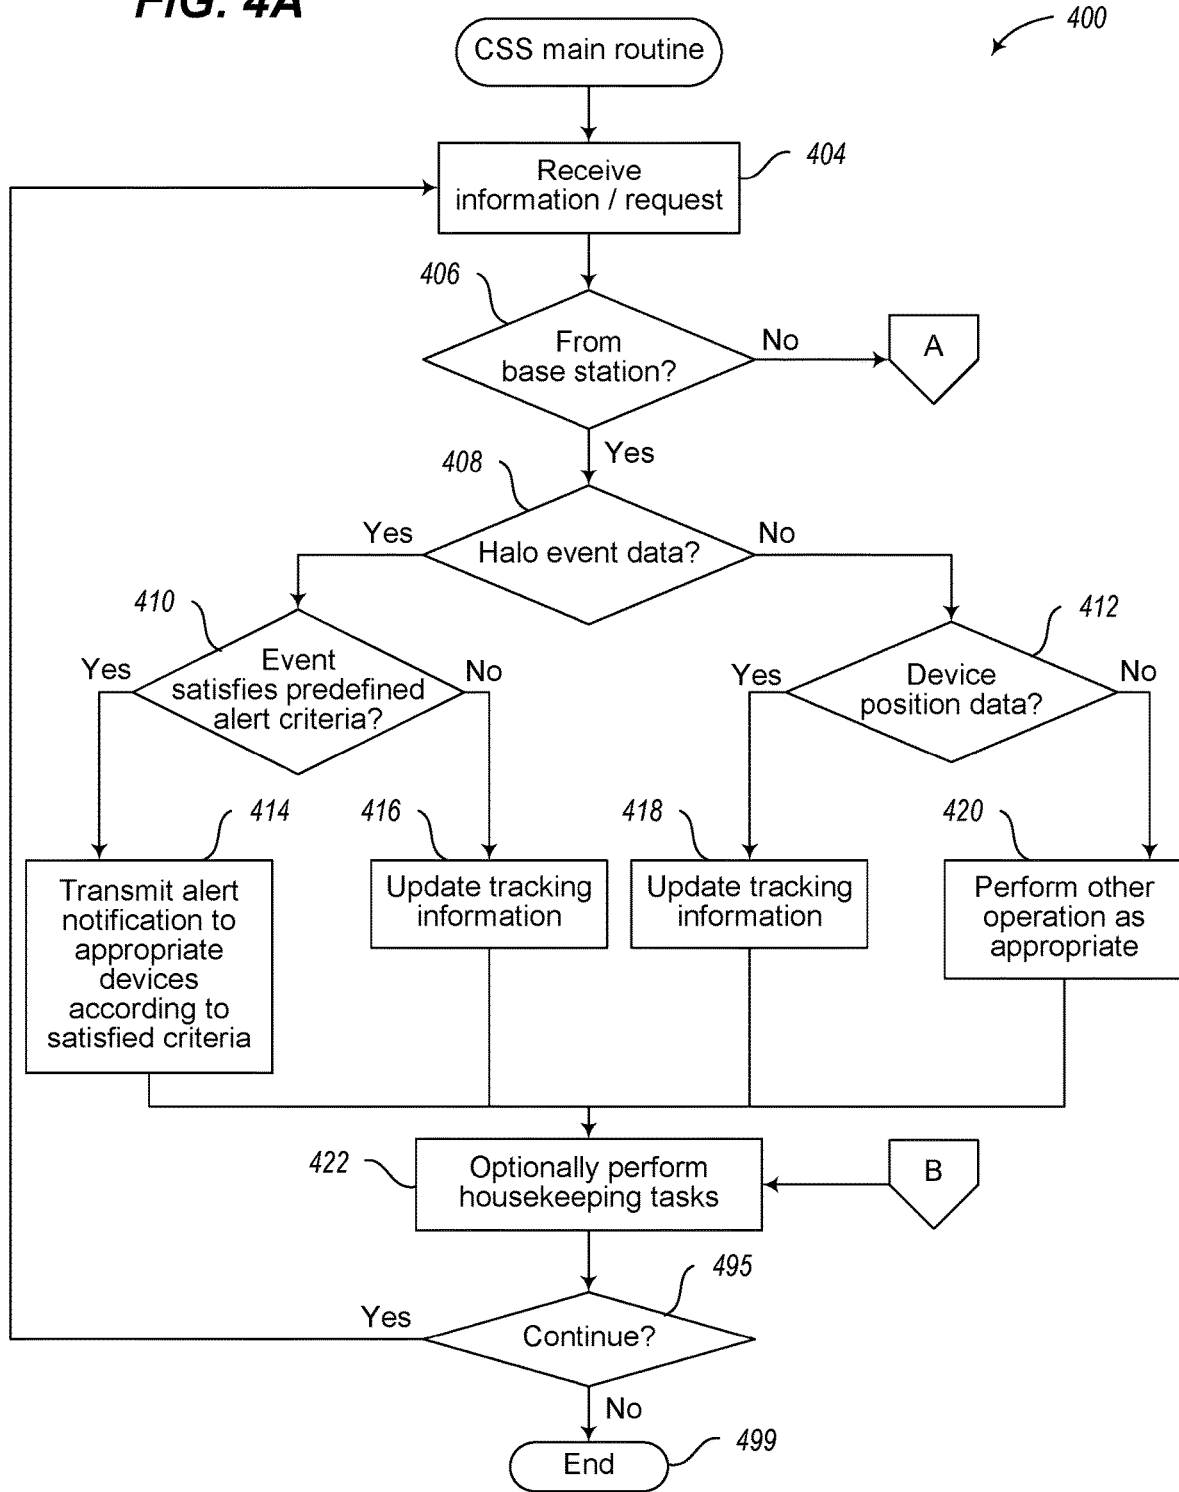 FIG. 4A
400
CSS main routine
404
Receive
information / request
406
From
base station?
No
A
Yes
408
Halo event data?
Yes
No
410
Event
satisfies predefined
alert criteria?
Yes
No
412
Device
position data?
Yes
No
414
Transmit alert
notification to
appropriate
devices
according to
satisfied criteria
416
Update tracking
information
418
Update tracking
information
420
Perform other
operation as
appropriate
422
Optionally perform
housekeeping tasks
B
495
Continue?
Yes
No
End
499